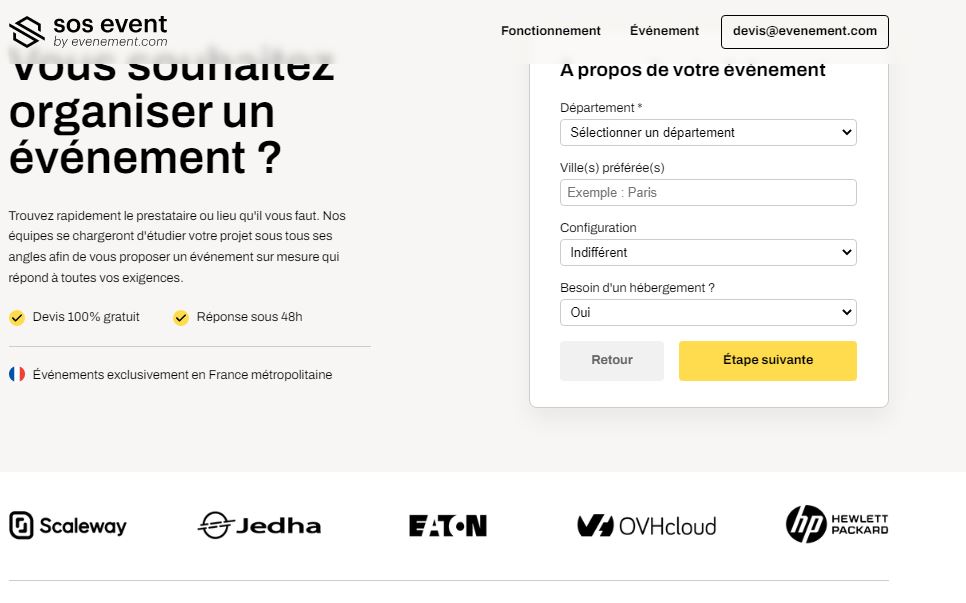 sos event
by evenement.com
Fonctionnement
Événement
devis@evenement.com
Vous souhaitez
organiser un
événement ?
Trouvez rapidement le prestataire ou lieu qu'il vous faut. Nos
équipes se chargeront d'étudier votre projet sous tous ses
angles afin de vous proposer un événement sur mesure qui
répond à toutes vos exigences.
Devis 100% gratuit
Réponse sous 48h
Événements exclusivement en France métropolitaine
À propos de votre événement
Département *
Sélectionner un département
Ville(s) préférée(s)
Exemple : Paris
Configuration
Indifférent
Besoin d'un hébergement ?
Oui
Retour
Étape suivante
Scaleway
Jedha
EATON
OVHcloud
hp HEWLETT
PACKARD